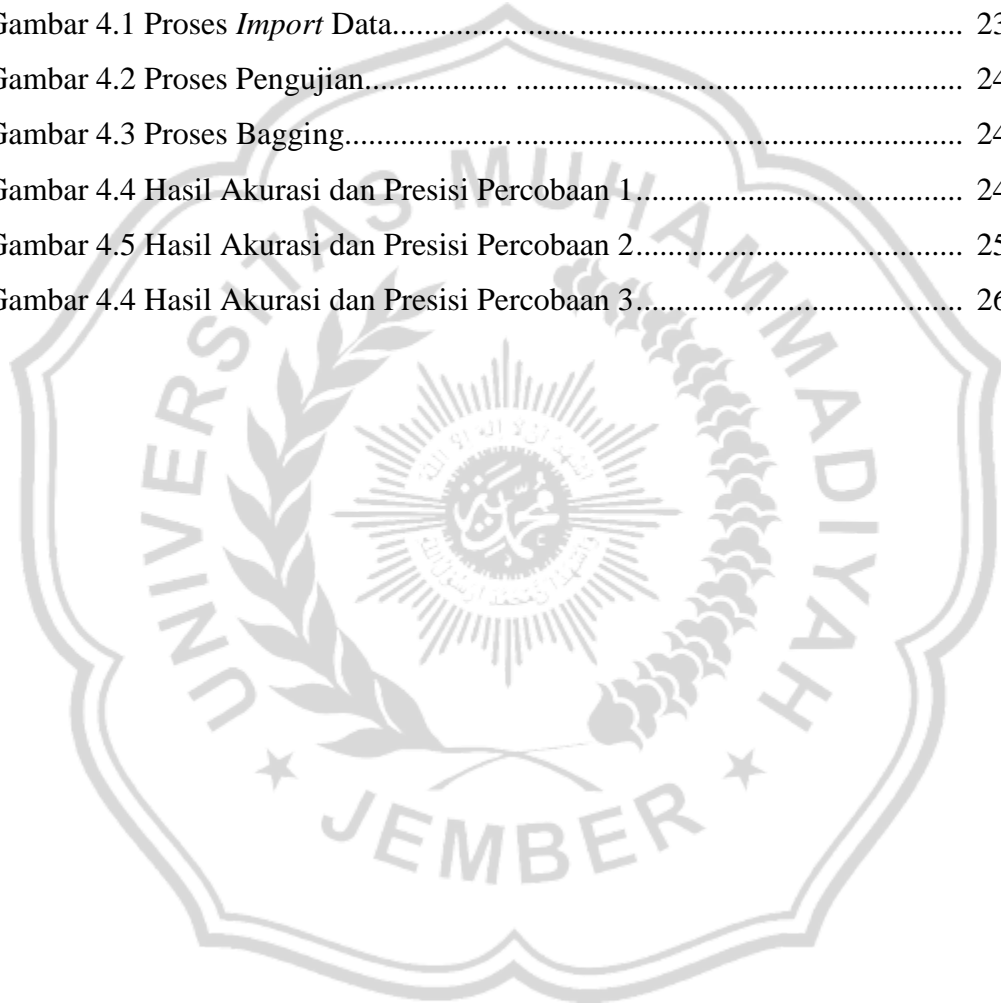 Gambar 4.1 Proses Import Data............................................................... 23
Gambar 4.2 Proses Pengujian................. ...................................................... 24
Gambar 4.3 Proses Bagging.................... ...................................................... 24
Gambar 4.4 Hasil Akurasi dan Presisi Percobaan 1....................................... 24
Gambar 4.5 Hasil Akurasi dan Presisi Percobaan 2....................................... 25
Gambar 4.4 Hasil Akurasi dan Presisi Percobaan 3....................................... 26
UNIVERSITAS MUHAMMADIYAH
JEMBER